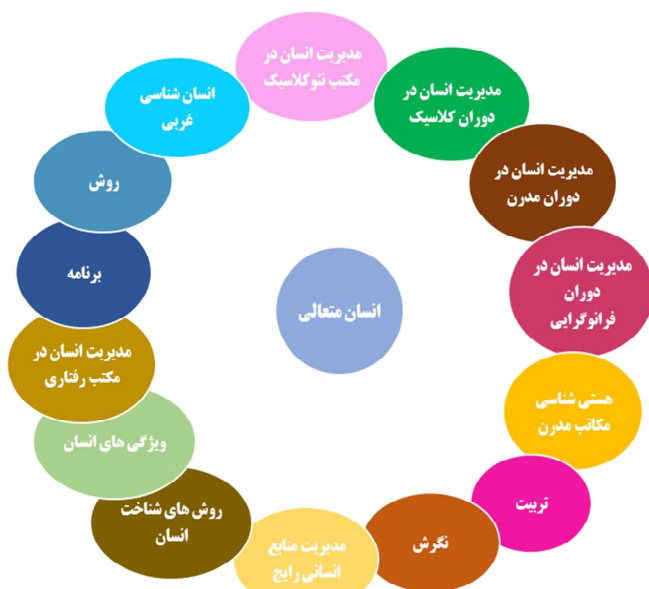 مدیریت انسان در
مکتب نئوکلاسیک
مدیریت انسان در
دوران کلاسیک
مدیریت انسان در
دوران مدرن
مدیریت انسان در
دوران
فرانوگرایی
هستی شناسی
مکاتب مدرن
تربیت
نگرش
مدیریت منابع
انسانی رایج
روش های شناخت
انسان
ویژگی های انسان
مدیریت انسان در
مکتب رفتاری
برنامه
روش
انسان شناسی
غربی
انسان متعالی